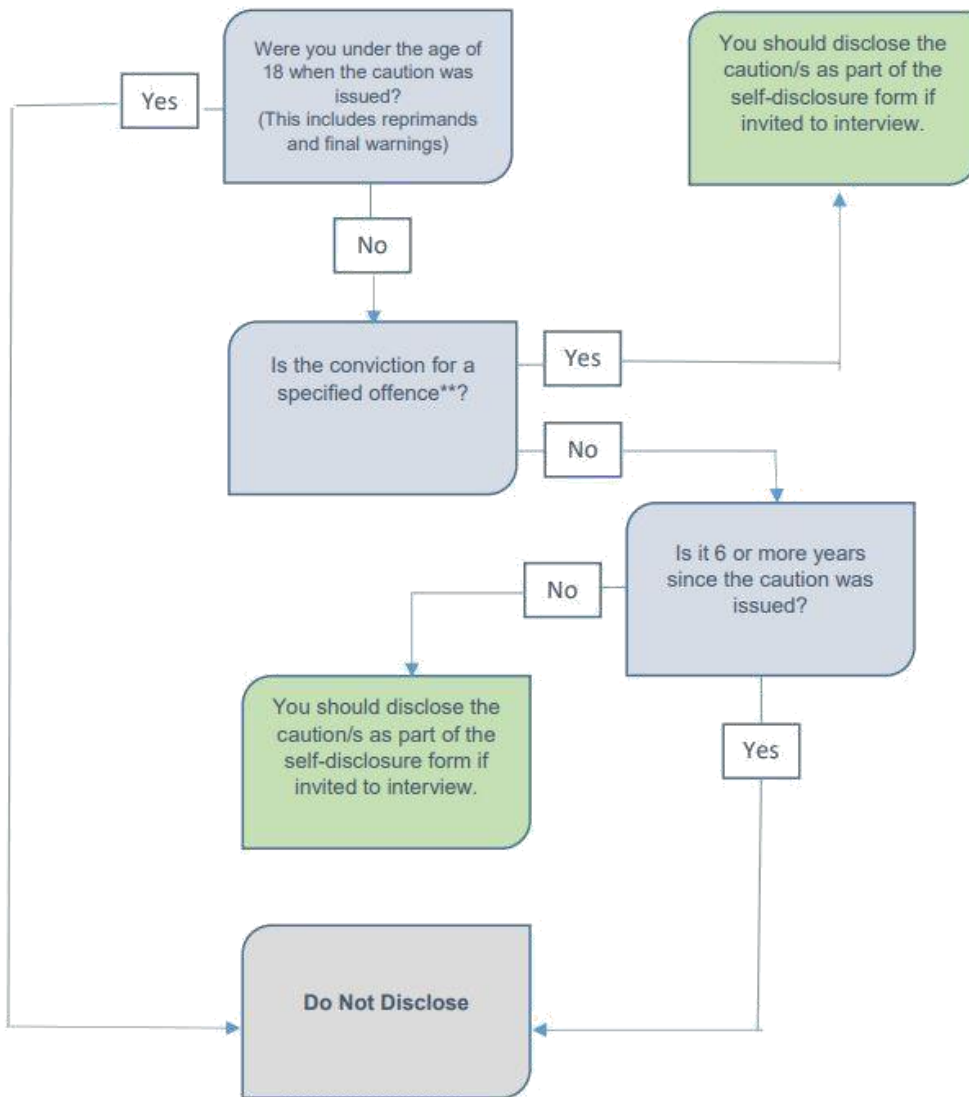 Were you under the age of
18 when the caution was
issued?
(This includes reprimands
and final warnings)
You should disclose the
caution/s as part of the
self-disclosure form if
invited to interview.
Yes
No
Is the conviction for a
specified offence**?
Yes
No
Is it 6 or more years
since the caution was
issued?
No
You should disclose the
caution/s as part of the
self-disclosure form if
invited to interview.
Yes
Do Not Disclose